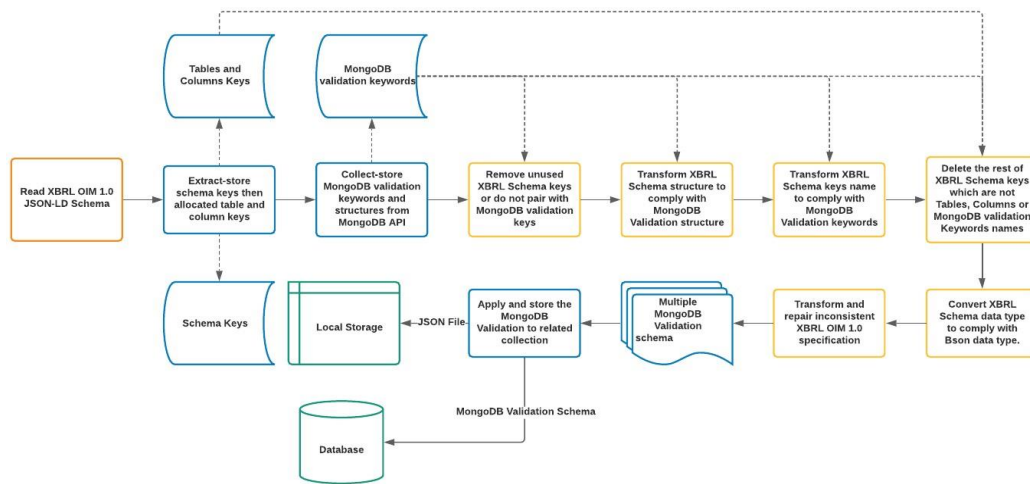 Tables and
Columns Keys
MongoDB
validation keywords
Read XBRL OIM 1.0
JSON-LD Schema
Extract-store
schema keys then
allocated table and
column keys
Collect-store
MongoDB validation
keywords and
structures from
MongoDB API
Remove unused
XBRL Schema keys
or do not pair with
MongoDB validation
keys
Transform XBRL
Schema structure to
comply with
MongoDB
Validation structure
Transform XBRL
Schema keys name
to comply with
MongoDB
Validation keywords
Delete the rest of
XBRL Schema keys
which are not
Tables, Columns or
MongoDB validation
Keywords names
Schema Keys
Local Storage
JSON File
Apply and store the
MongoDB
Validation to related
collection
Multiple
MongoDB
Validation
schema
Transform and
repair inconsistent
XBRL OIM 1.0
specification
Convert XBRL
Schema data type
to comply with
Bson data type.
MongoDB Validation Schema
Database